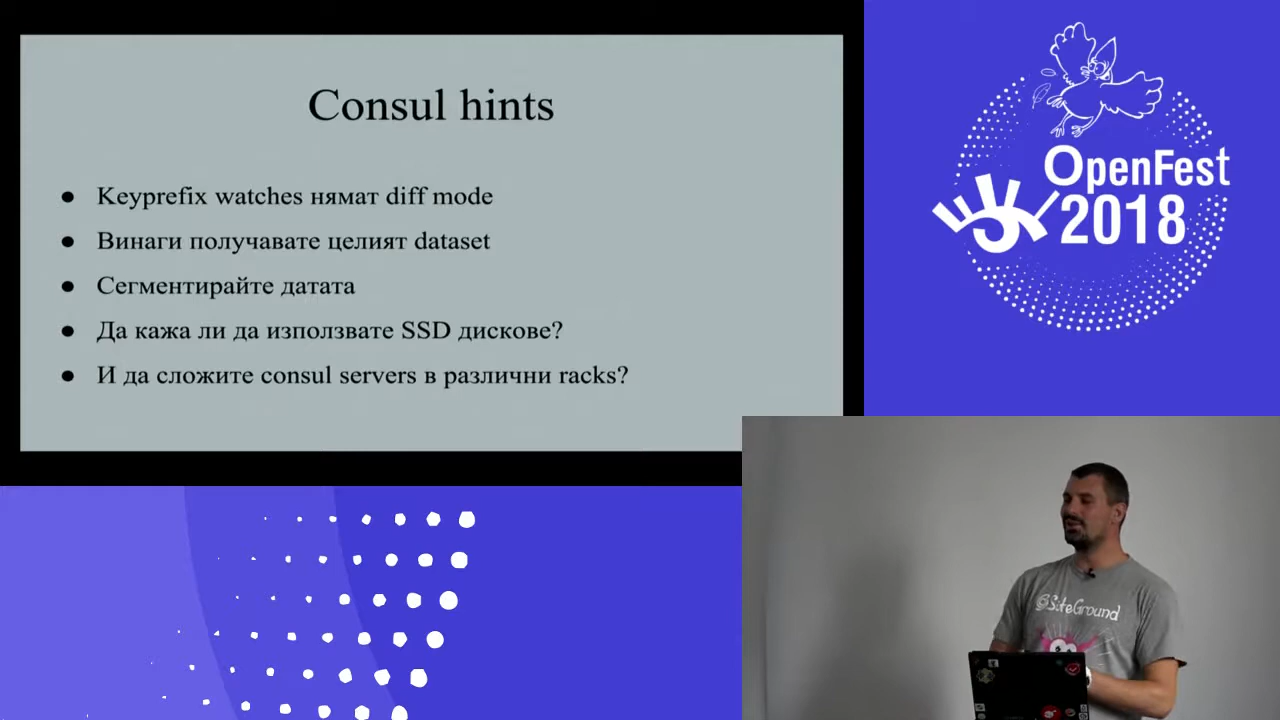 Consul hints
● Keyprefix watches нямат diff mode
● Винаги получавате целият dataset
● Сегментирайте датата
● Да кажа ли да използвате SSD дискове?
● И да сложите consul servers в различни racks?
OpenFest
2018
@SiteGround